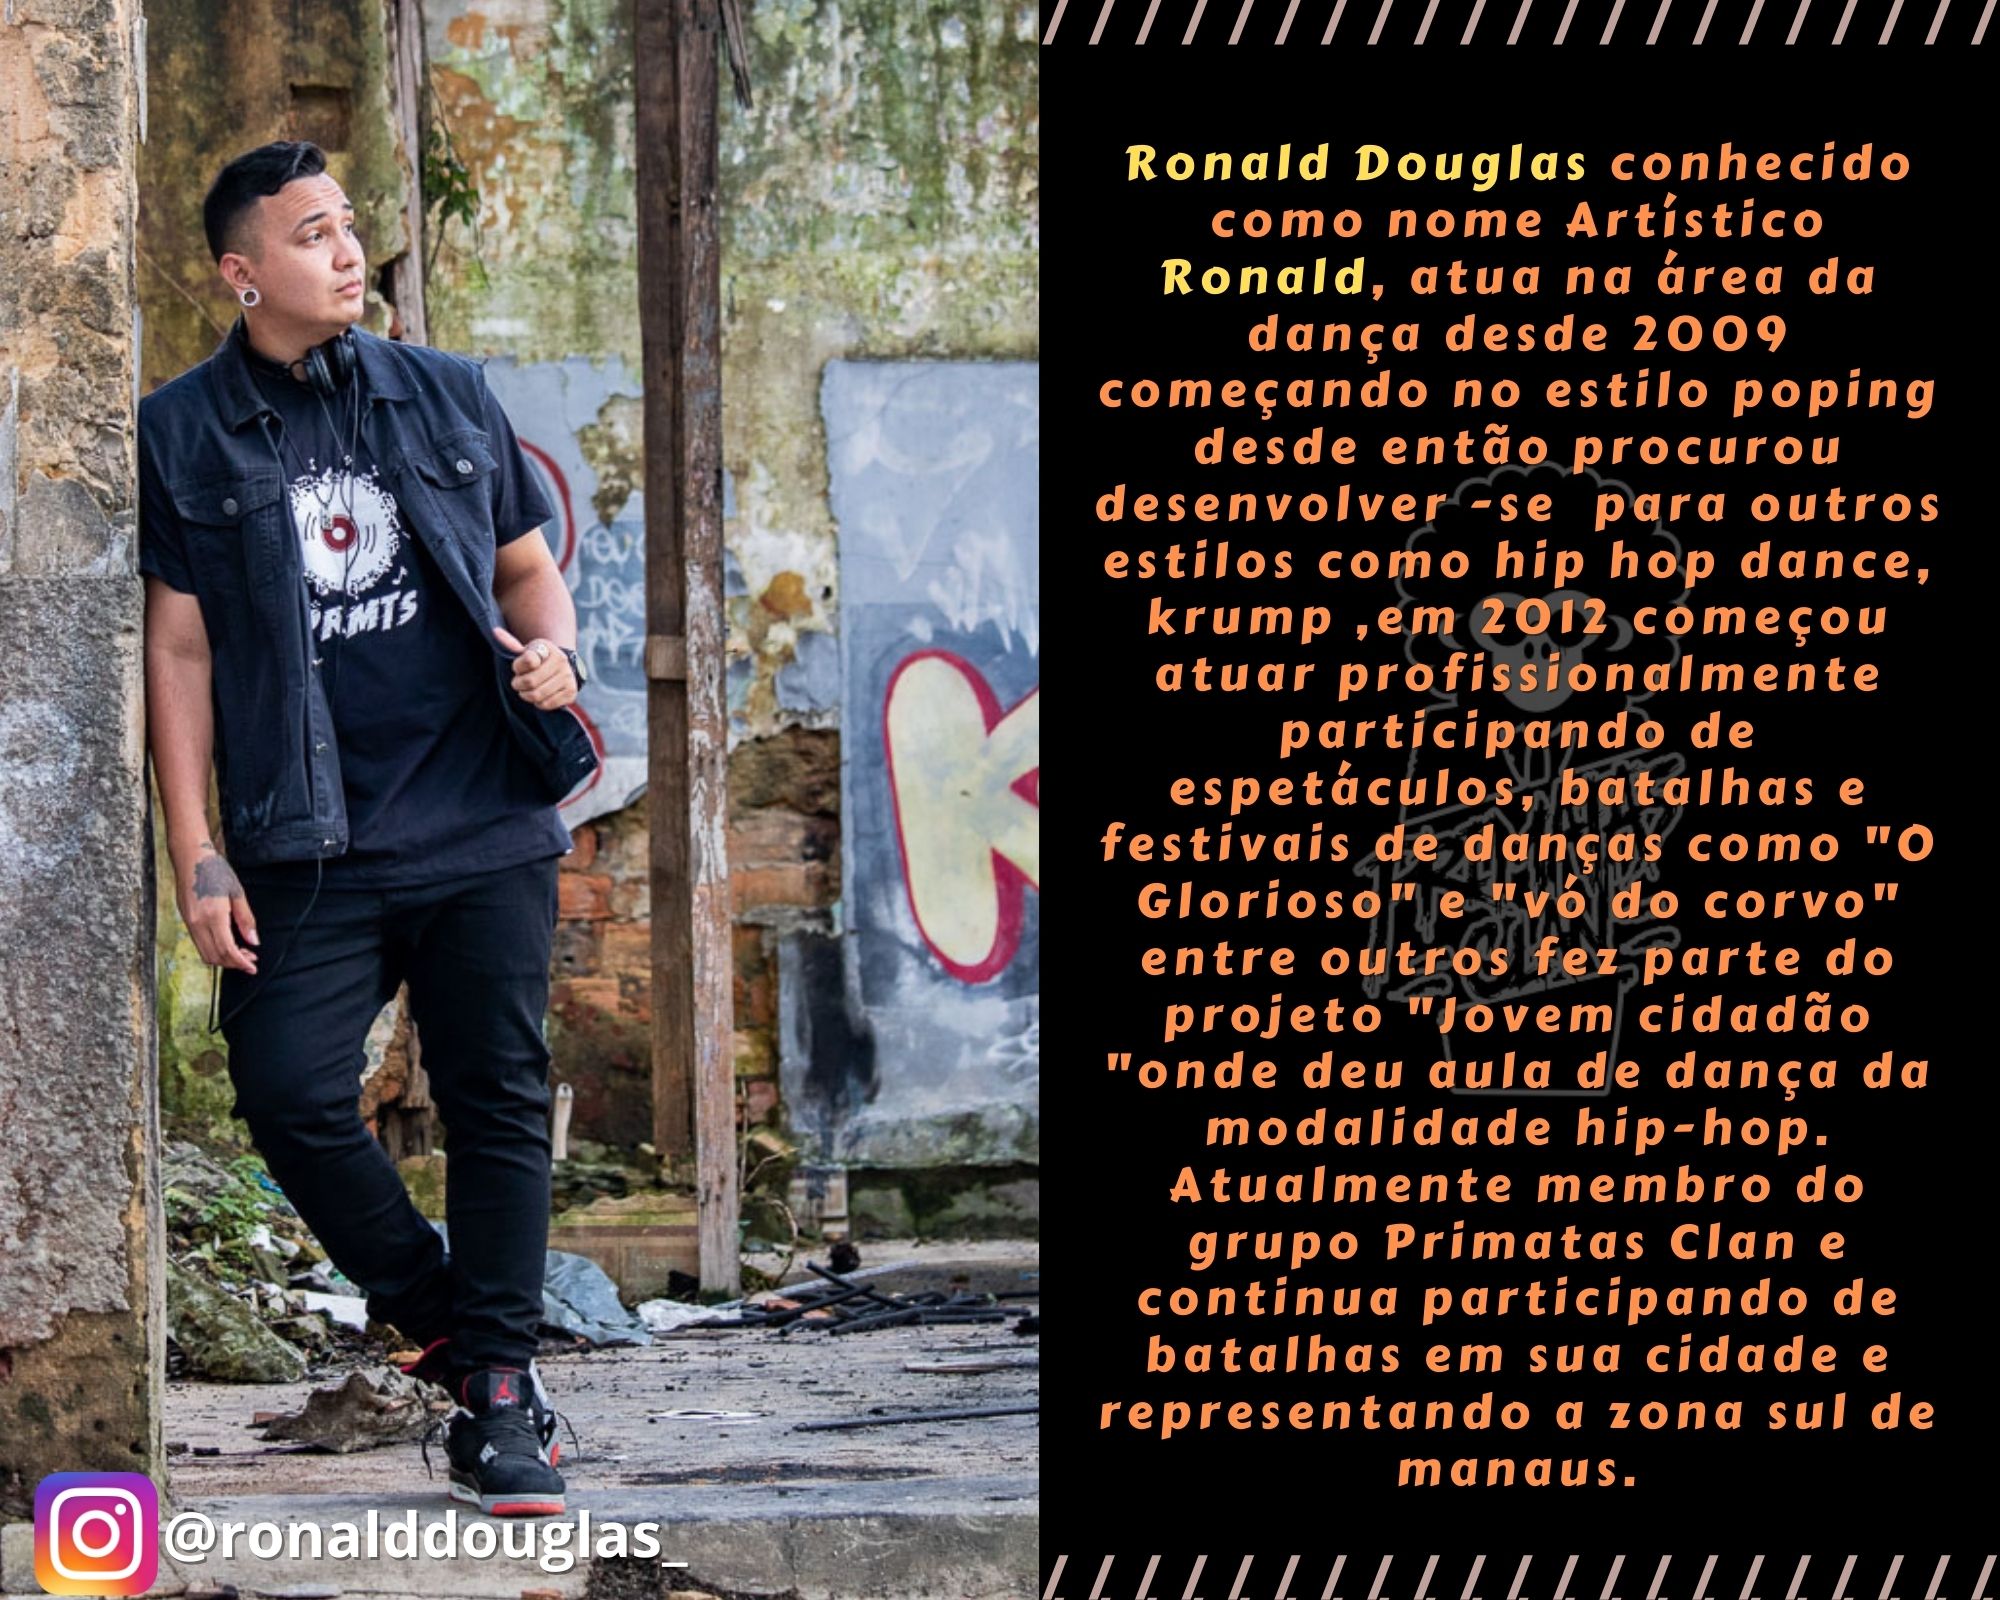 Ronald Douglas conhecido
como nome Artístico
Ronald, atua na área da
dança desde 2009
começando no estilo poping
desde então procurou
desenvolver -se  para outros
estilos como hip hop dance,
krump ,em 2012 começou
atuar profissionalmente
participando de
espetáculos, batalhas e
festivais de danças como "O
Glorioso" e "vó do corvo"
entre outros fez parte do
projeto "Jovem cidadão
"onde deu aula de dança da
modalidade hip-hop.
Atualmente membro do
grupo Primatas Clan e
continua participando de
batalhas em sua cidade e
representando a zona sul de
manaus.
PRMTS
@ronalddouglas_